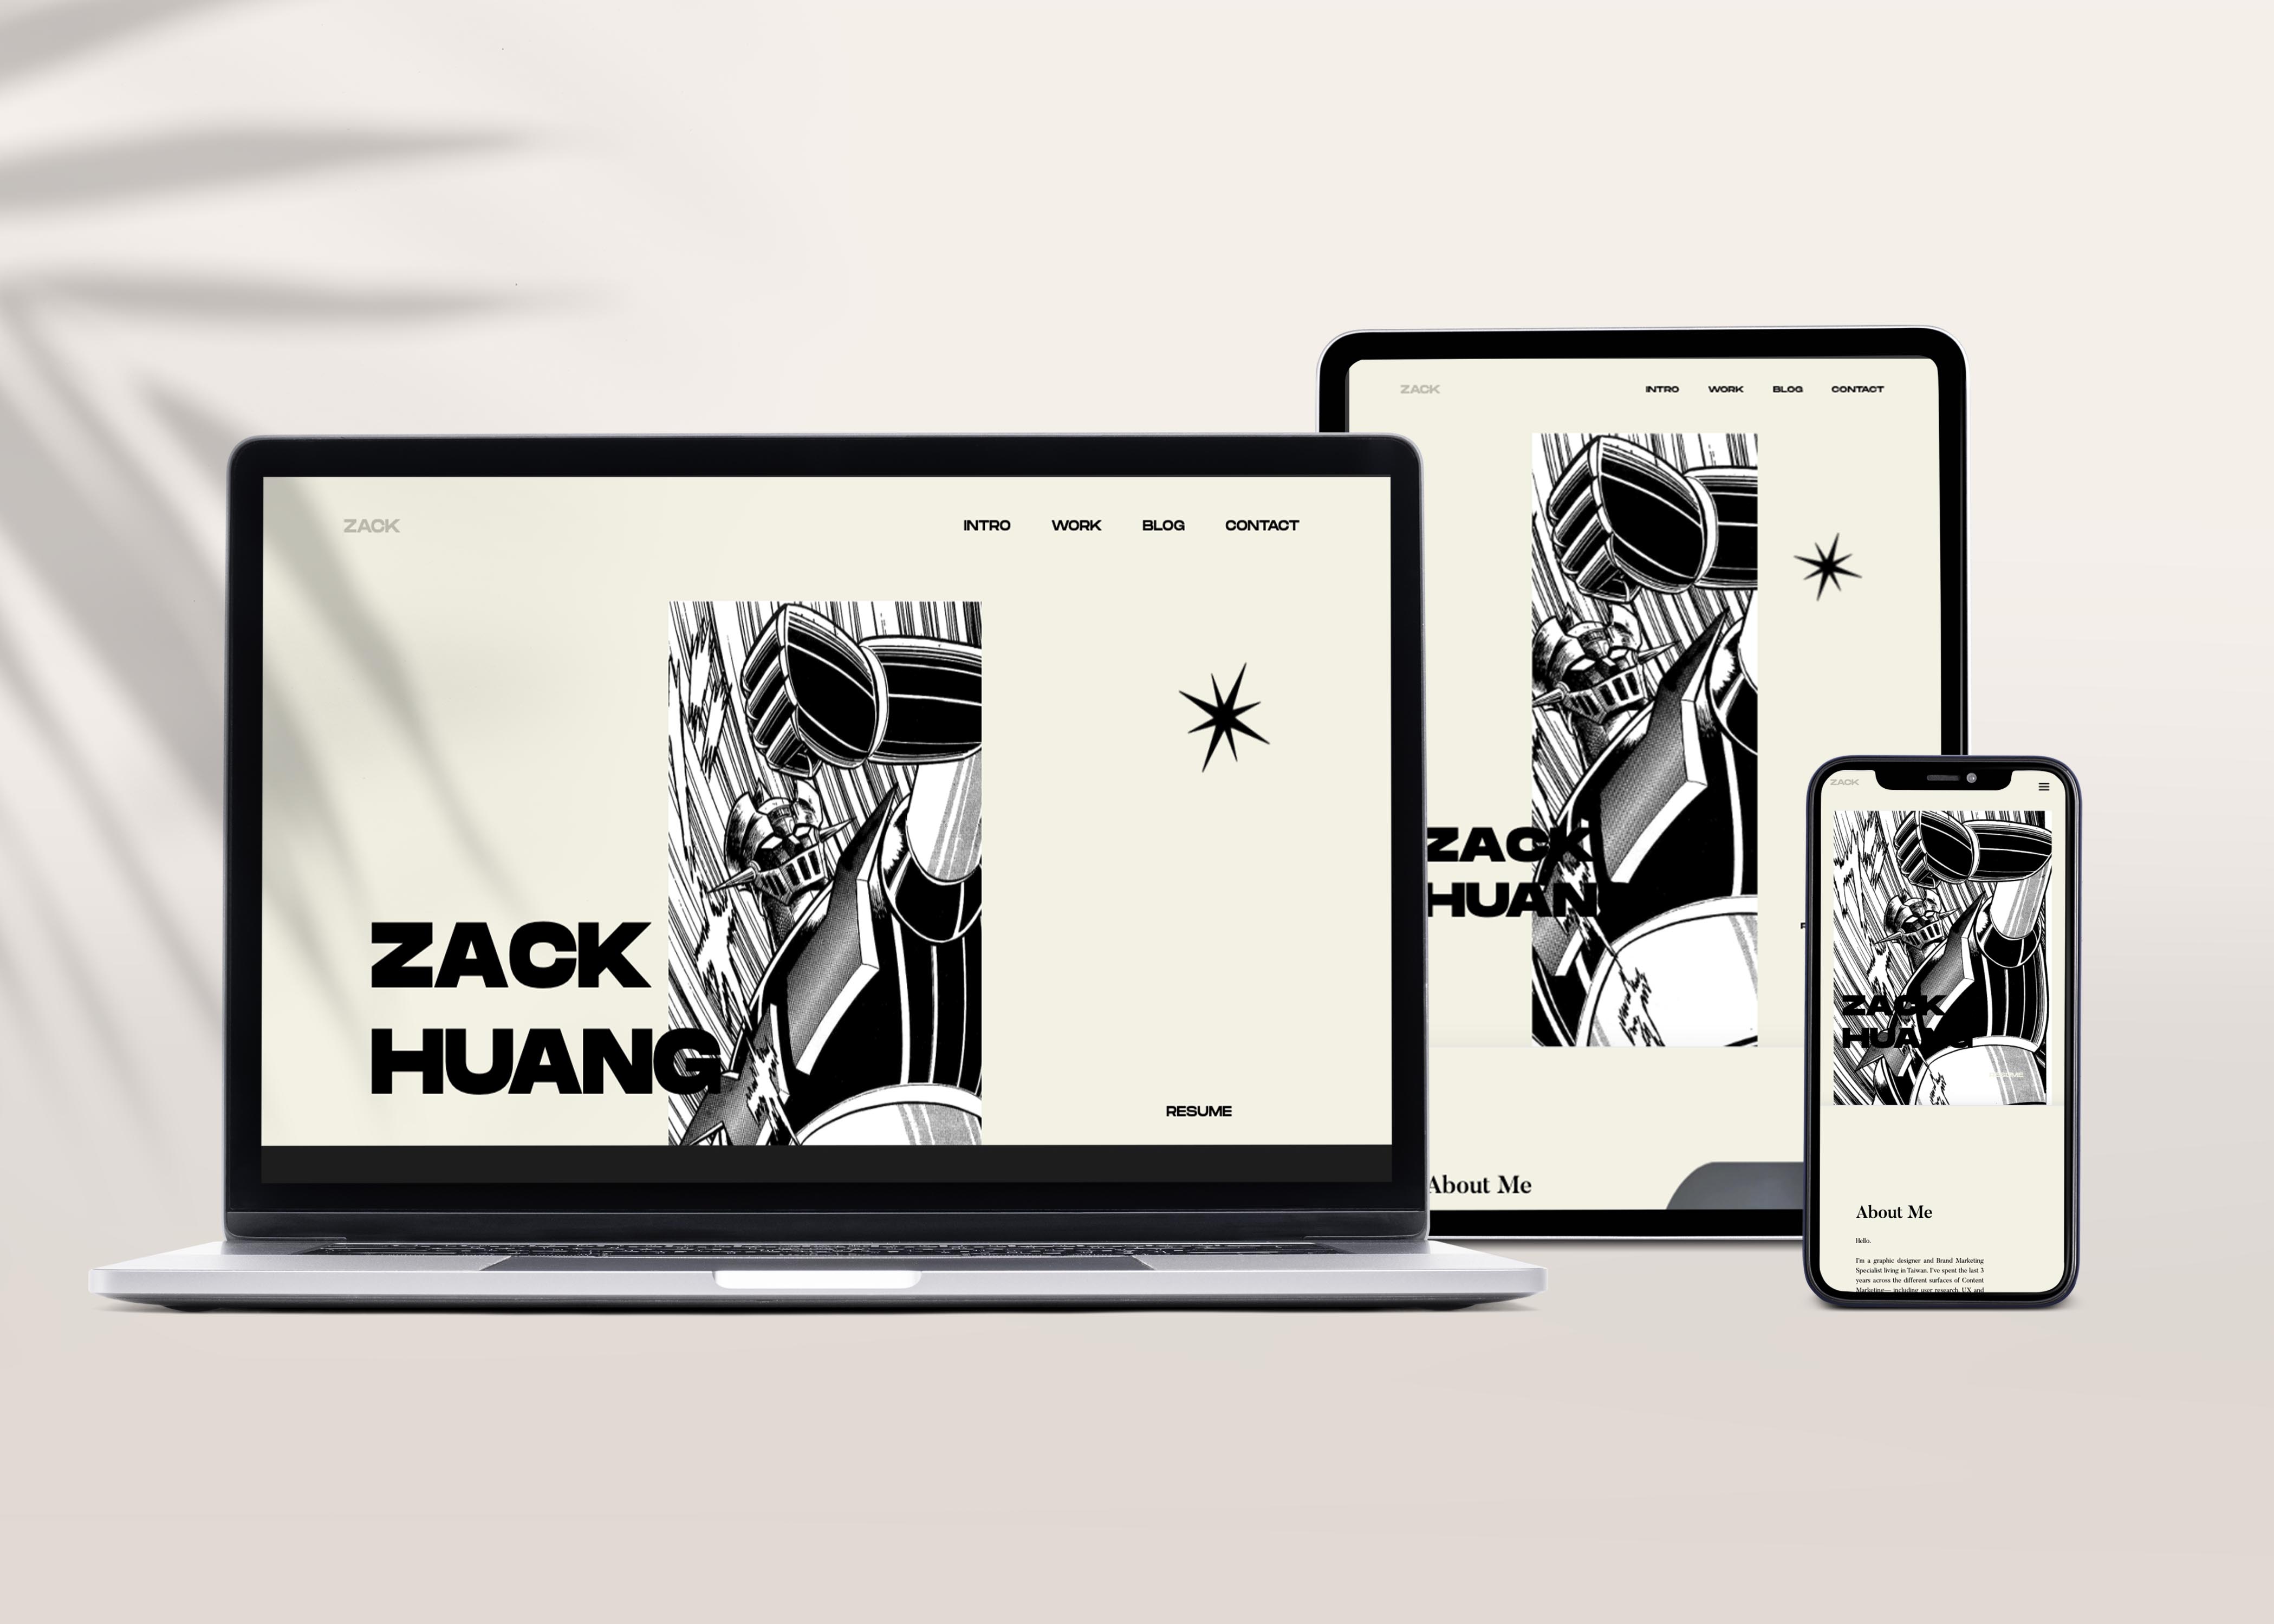 ZACK
INTRO WORK BLOG CONTACT
ZACK
HUANG
RESUME
ZACK
INTRO WORK BLOG CONTACT
ZACK
HUAN
About Me
ZACK
ZACK
HUANG
RESUME
About Me
Hello.
I'm a graphic designer and Brand Marketing
Specialist living in Taiwan. I've spent the last 3
years across the different surfaces of Content
Marketing— including user research, UX and